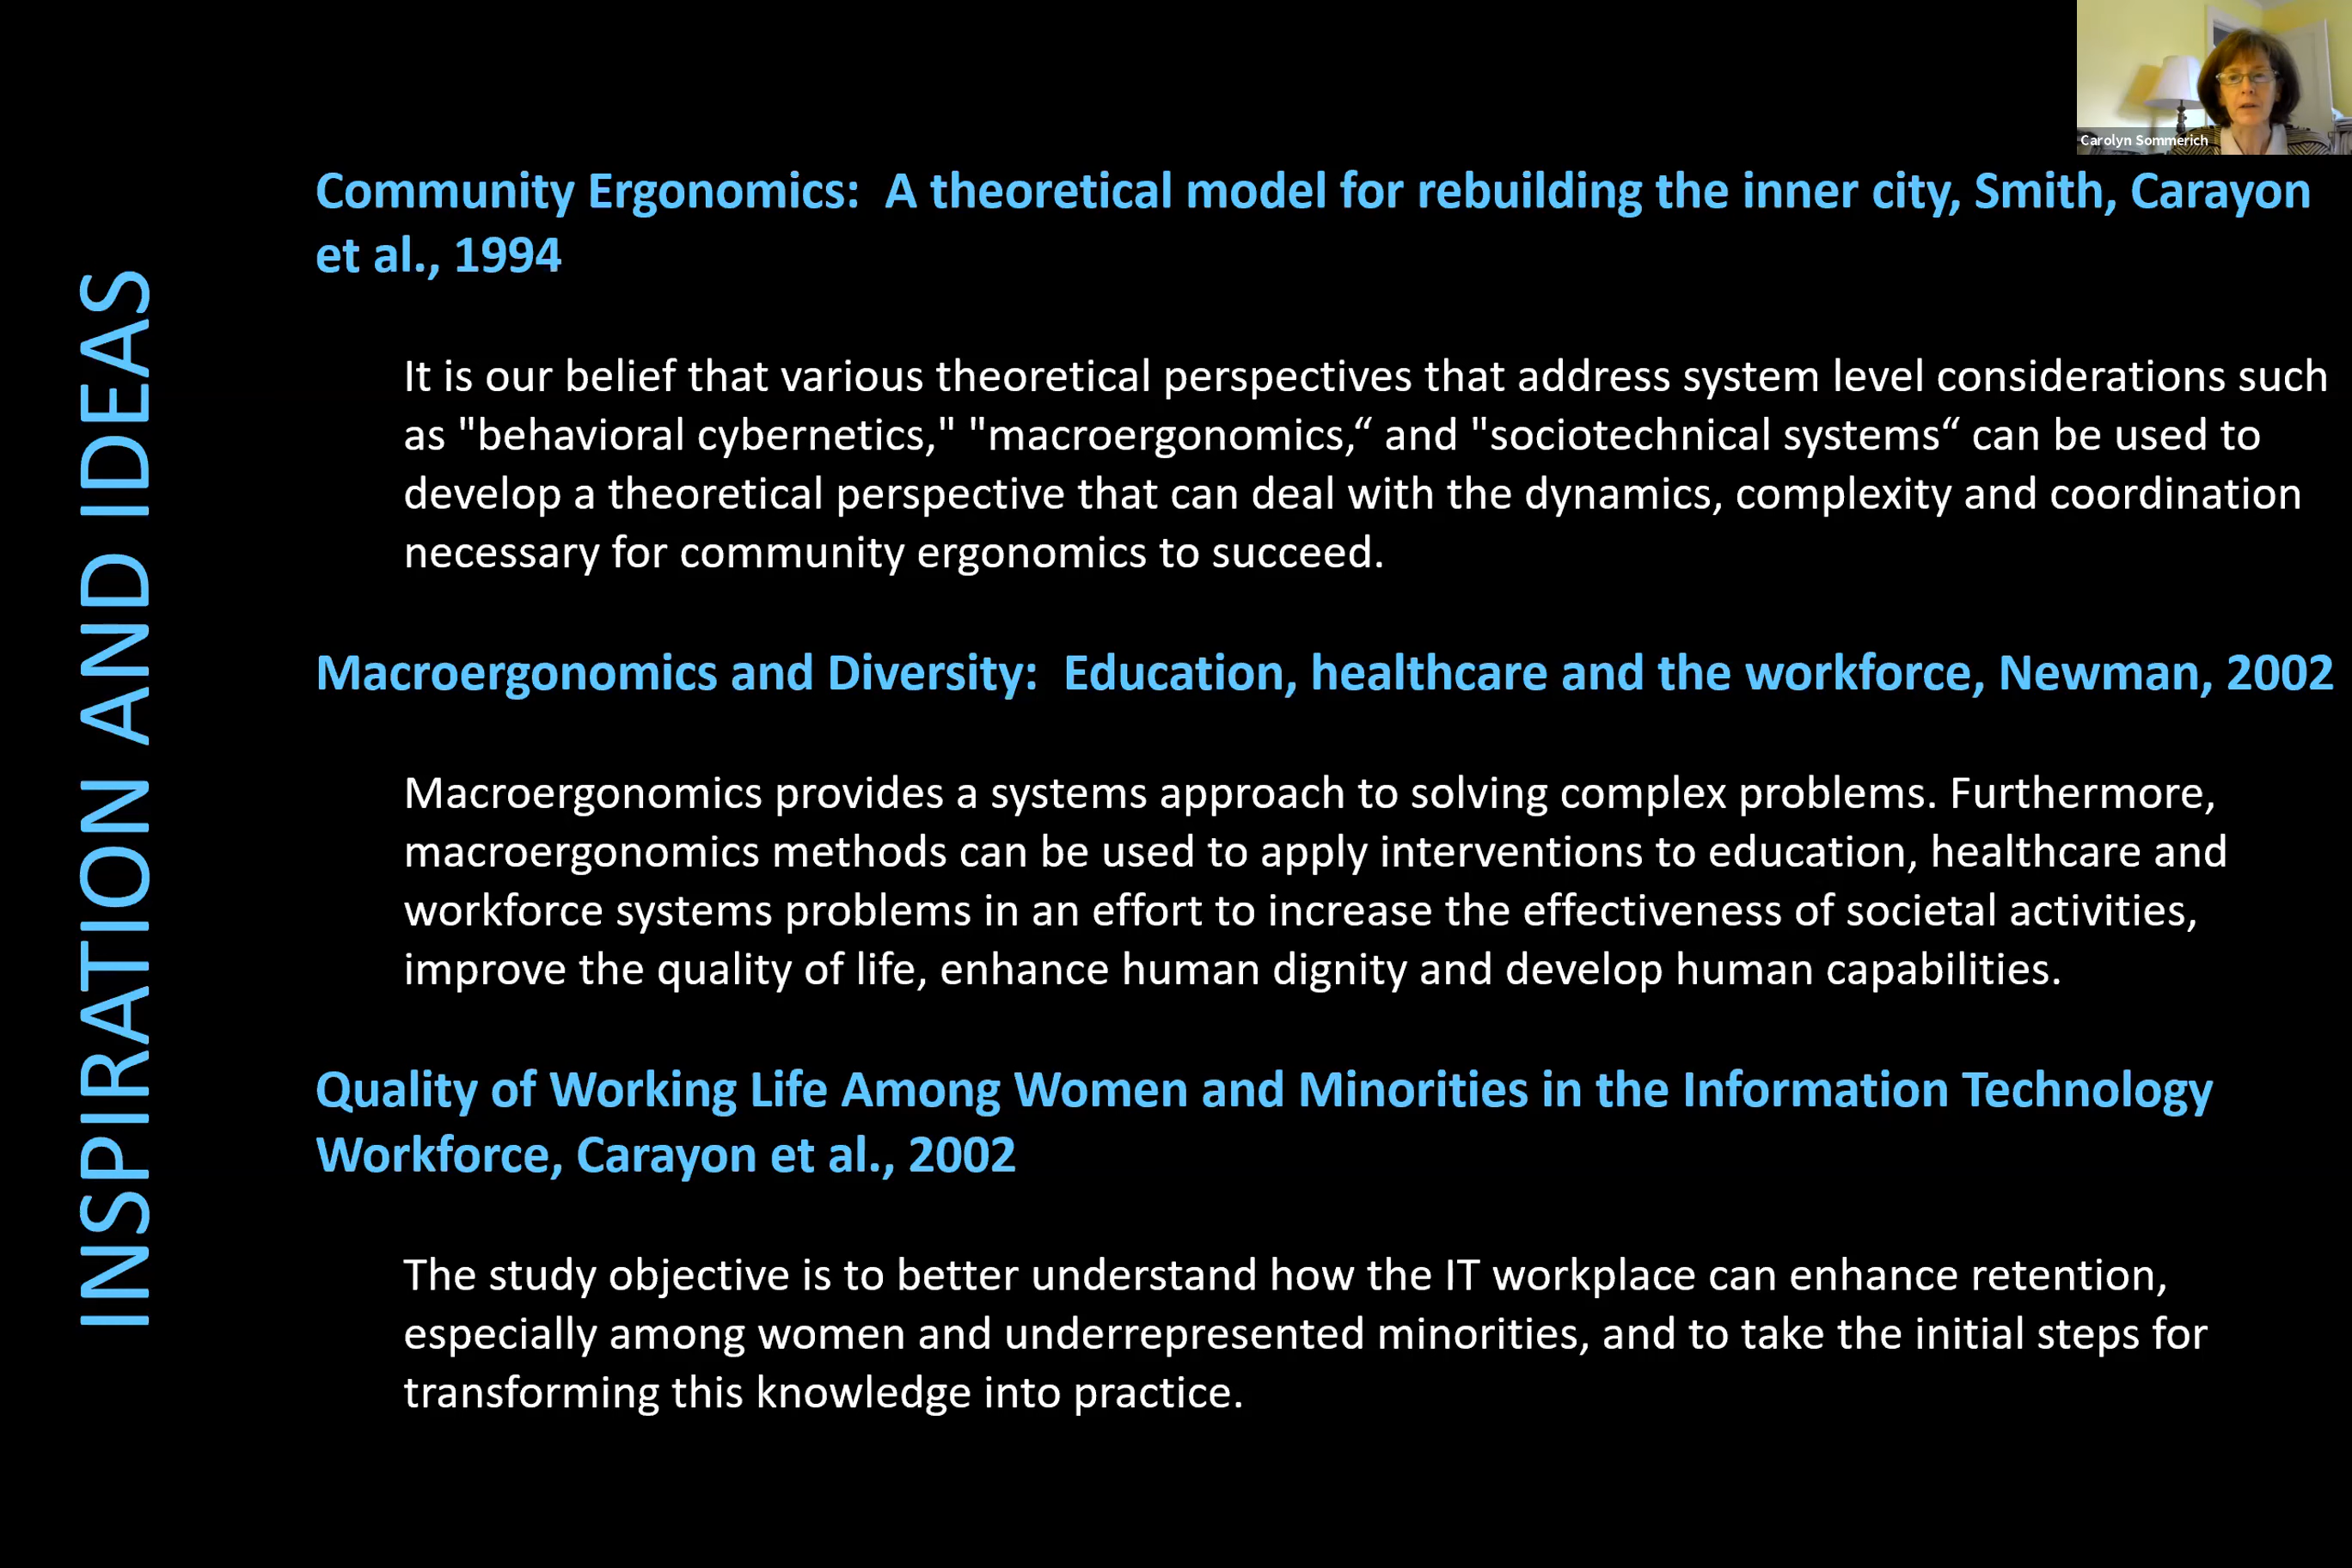 Carolyn Sommerich
INSPIRATION AND IDEAS
Community Ergonomics:  A theoretical model for rebuilding the inner city, Smith, Carayon
et al., 1994
It is our belief that various theoretical perspectives that address system level considerations such
as "behavioral cybernetics," "macroergonomics,“ and "sociotechnical systems“ can be used to
develop a theoretical perspective that can deal with the dynamics, complexity and coordination
necessary for community ergonomics to succeed.
Macroergonomics and Diversity:  Education, healthcare and the workforce, Newman, 2002
Macroergonomics provides a systems approach to solving complex problems. Furthermore,
macroergonomics methods can be used to apply interventions to education, healthcare and
workforce systems problems in an effort to increase the effectiveness of societal activities,
improve the quality of life, enhance human dignity and develop human capabilities.
Quality of Working Life Among Women and Minorities in the Information Technology
Workforce, Carayon et al., 2002
The study objective is to better understand how the IT workplace can enhance retention,
especially among women and underrepresented minorities, and to take the initial steps for
transforming this knowledge into practice.